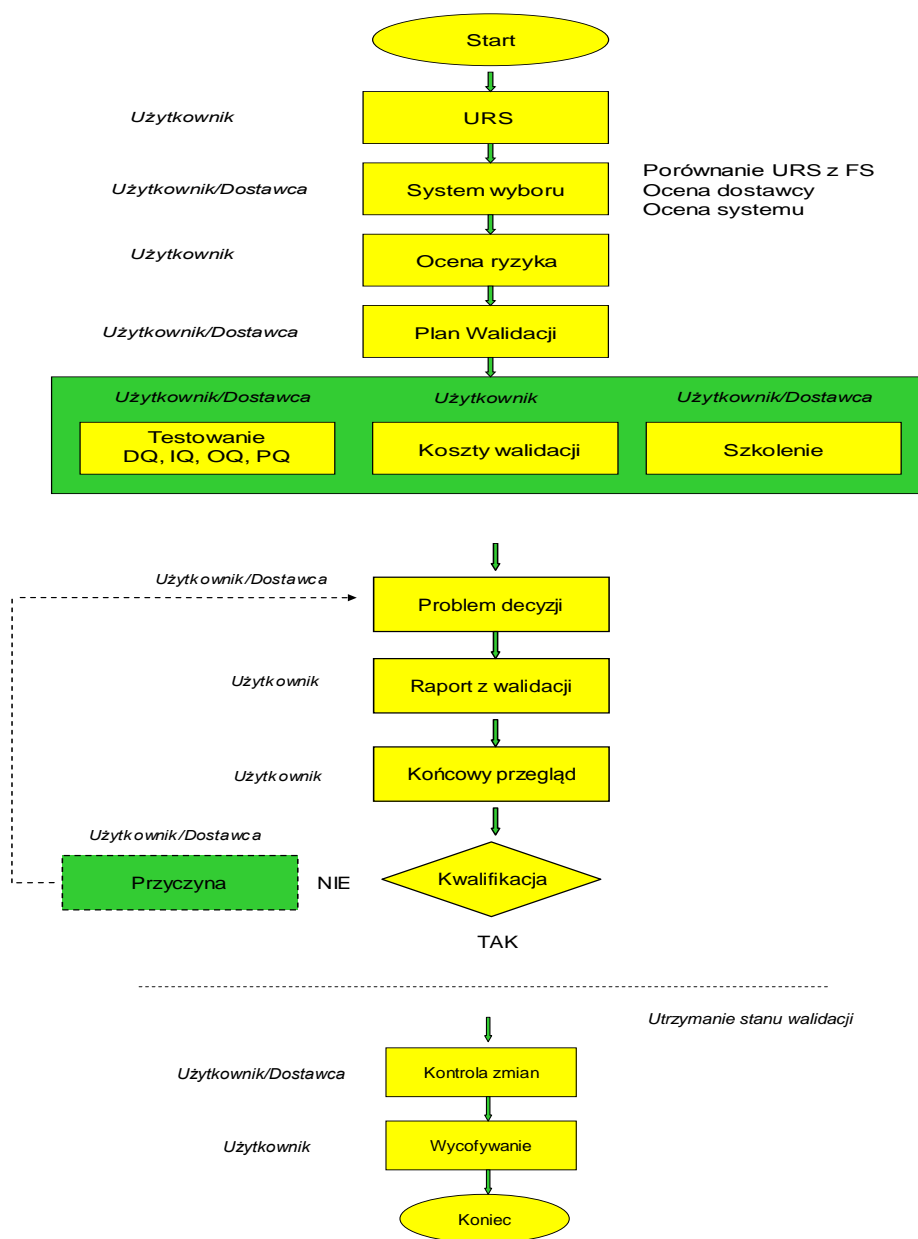 Start
Użytkownik
URS
Użytkownik/Dostawca
System wyboru
Porównanie URS z FS
Ocena dostawcy
Ocena systemu
Użytkownik
Ocena ryzyka
Użytkownik/Dostawca
Plan Walidacji
Użytkownik/Dostawca
Użytkownik
Użytkownik/Dostawca
Testowanie
DQ, IQ, OQ, PQ
Koszty walidacji
Szkolenie
Użytkownik/Dostawca
Problem decyzji
Użytkownik
Raport z walidacji
Użytkownik
Końcowy przegląd
Użytkownik/Dostawca
Przyczyna
NIE
Kwalifikacja
TAK
Utrzymanie stanu walidacji
Użytkownik/Dostawca
Kontrola zmian
Użytkownik
Wycofywanie
Koniec